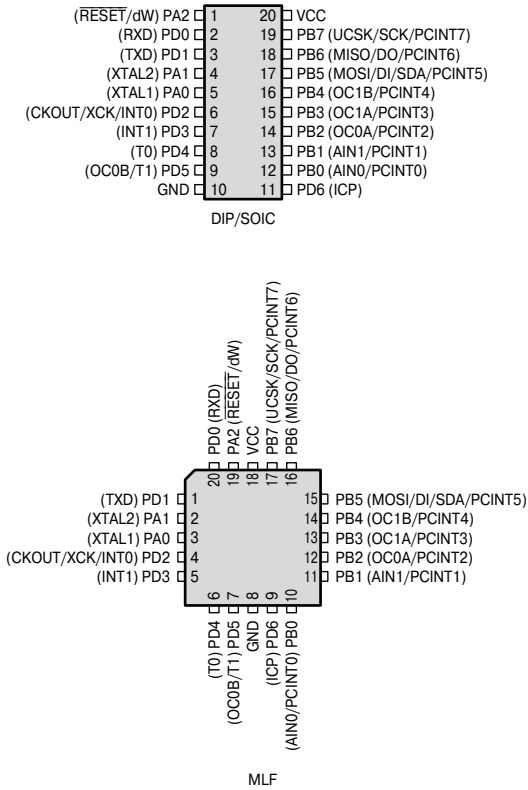 (RESET/dW) PA2 1 20 VCC
(RXD) PD0 2 19 PB7 (UCSK/SCK/PCINT7)
(TXD) PD1 3 18 PB6 (MISO/DO/PCINT6)
(XTAL2) PA1 4 17 PB5 (MOSI/DI/SDA/PCINT5)
(XTAL1) PA0 5 16 PB4 (OC1B/PCINT4)
(CKOUT/XCK/INT0) PD2 6 15 PB3 (OC1A/PCINT3)
(INT1) PD3 7 14 PB2 (OC0A/PCINT2)
(T0) PD4 8 13 PB1 (AIN1/PCINT1)
(OC0B/T1) PD5 9 12 PB0 (AIN0/PCINT0)
GND 10 11 PD6 (ICP)
DIP/SOIC
20 PD0 (RXD)
19 PA2 (RESET/dW)
18 VCC
17 PB7 (UCSK/SCK/PCINT7)
16 PB6 (MISO/DO/PCINT6)
(TXD) PD1 1 15 PB5 (MOSI/DI/SDA/PCINT5)
(XTAL2) PA1 2 14 PB4 (OC1B/PCINT4)
(XTAL1) PA0 3 13 PB3 (OC1A/PCINT3)
(CKOUT/XCK/INT0) PD2 4 12 PB2 (OC0A/PCINT2)
(INT1) PD3 5 11 PB1 (AIN1/PCINT1)
(T0) PD4 6
(OC0B/T1) PD5 7
GND 8
(ICP) PD6 9
(AIN0/PCINT0) PB0 10
MLF